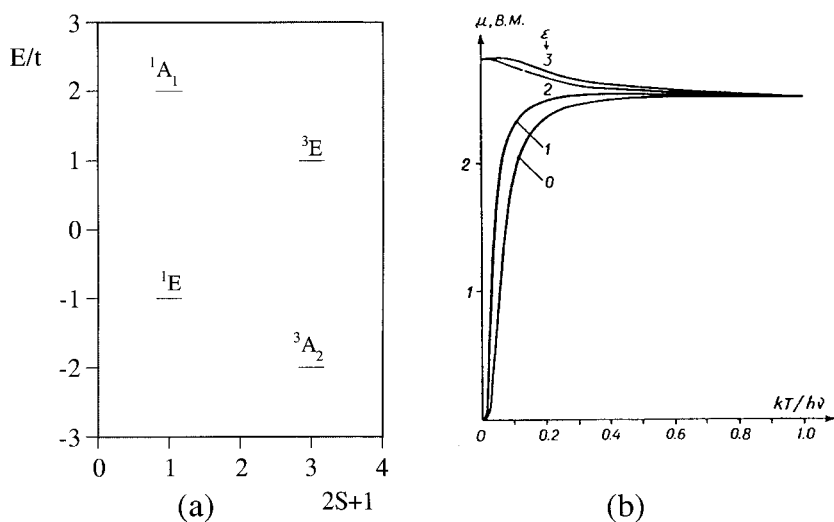 E/t
3
2
1
0
-1
-2
-3
¹A₁
³E
¹E
³A₂
0 1 2 3 4
(a) 2S+1
μ, B.M.
ε
3
2
1
0
2
1
kT/hν
0 0.2 0.4 0.6 0.8 1.0
(b)